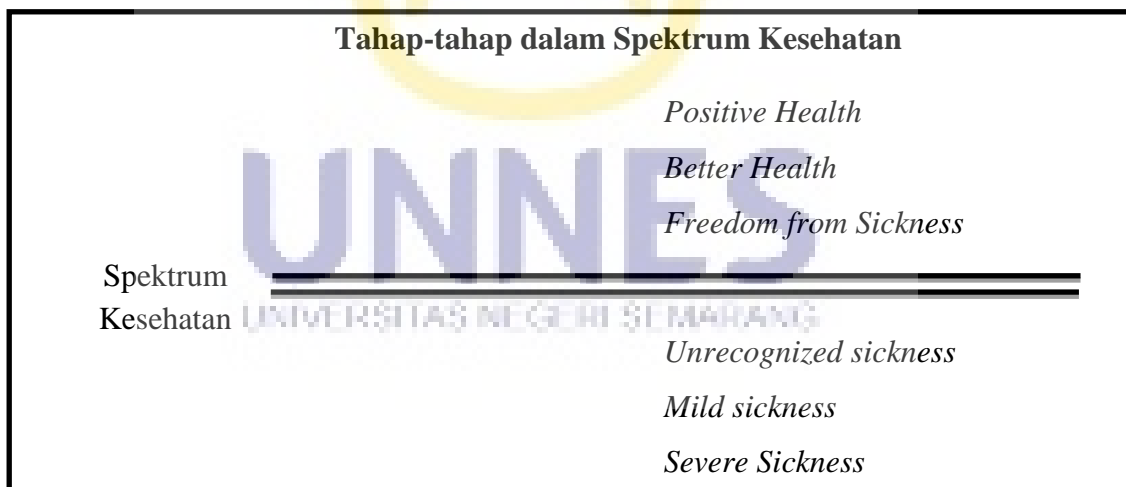 Tahap-tahap dalam Spektrum Kesehatan
Positive Health
Better Health
Freedom from Sickness
UNNES
Spektrum
Kesehatan
UNIVERSITAS NEGERI SEMARANG
Unrecognized sickness
Mild sickness
Severe Sickness